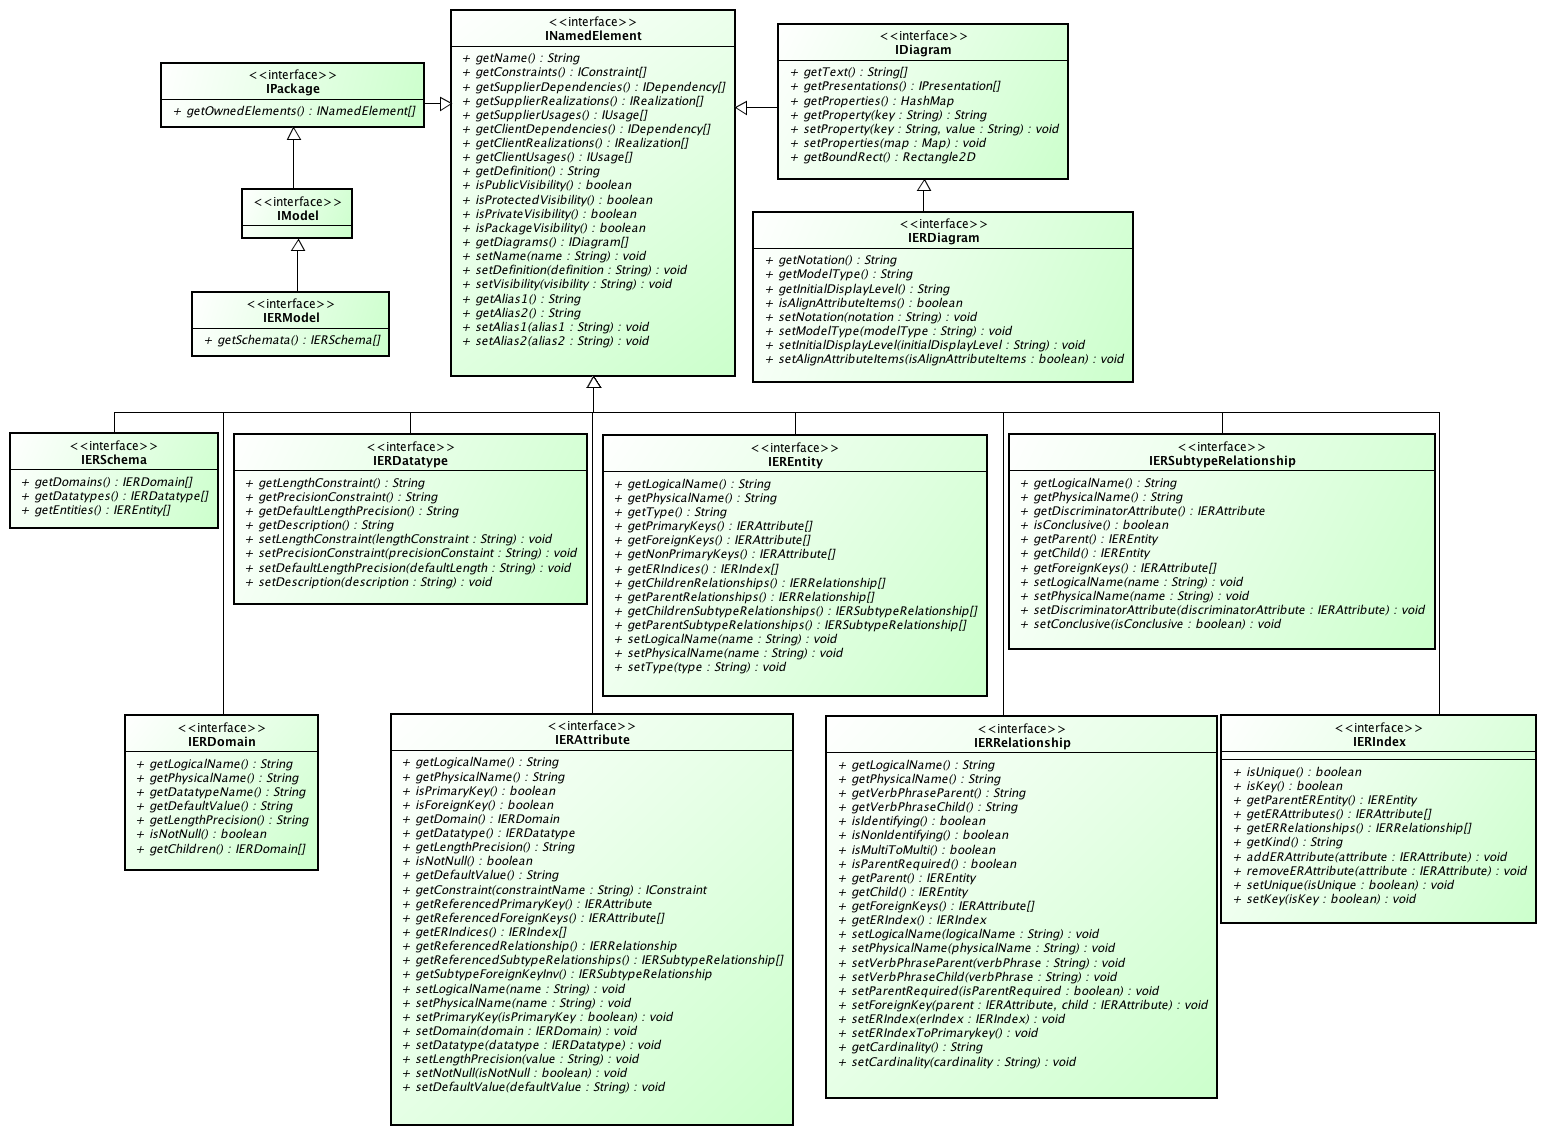 <<interface>>
INamedElement
+ getName() : String
+ getConstraints() : IConstraint[]
+ getSupplierDependencies() : IDependency[]
+ getSupplierRealizations() : IRealization[]
+ getSupplierUsages() : IUsage[]
+ getClientDependencies() : IDependency[]
+ getClientRealizations() : IRealization[]
+ getClientUsages() : IUsage[]
+ getDefinition() : String
+ isPublicVisibility() : boolean
+ isProtectedVisibility() : boolean
+ isPrivateVisibility() : boolean
+ isPackageVisibility() : boolean
+ getDiagrams() : IDiagram[]
+ setName(name : String) : void
+ setDefinition(definition : String) : void
+ setVisibility(visibility : String) : void
+ getAlias1() : String
+ getAlias2() : String
+ setAlias1(alias1 : String) : void
+ setAlias2(alias2 : String) : void
<<interface>>
IDiagram
+ getText() : String[]
+ getPresentations() : IPresentation[]
+ getProperties() : HashMap
+ getProperty(key : String) : String
+ setProperty(key : String, value : String) : void
+ setProperties(map : Map) : void
+ getBoundRect() : Rectangle2D
<<interface>>
IPackage
+ getOwnedElements() : INamedElement[]
<<interface>>
IModel
<<interface>>
IERModel
+ getSchemata() : IERSchema[]
<<interface>>
IERDiagram
+ getNotation() : String
+ getModelType() : String
+ getInitialDisplayLevel() : String
+ isAlignAttributeItems() : boolean
+ setNotation(notation : String) : void
+ setModelType(modelType : String) : void
+ setInitialDisplayLevel(initialDisplayLevel : String) : void
+ setAlignAttributeItems(isAlignAttributeItems : boolean) : void
<<interface>>
IERSchema
+ getDomains() : IERDomain[]
+ getDatatypes() : IERDatatype[]
+ getEntities() : IEREntity[]
<<interface>>
IERDatatype
+ getLengthConstraint() : String
+ getPrecisionConstraint() : String
+ getDefaultLengthPrecision() : String
+ getDescription() : String
+ setLengthConstraint(lengthConstraint : String) : void
+ setPrecisionConstraint(precisionConstaint : String) : void
+ setDefaultLengthPrecision(defaultLength : String) : void
+ setDescription(description : String) : void
<<interface>>
IEREntity
+ getLogicalName() : String
+ getPhysicalName() : String
+ getType() : String
+ getPrimaryKeys() : IERAttribute[]
+ getForeignKeys() : IERAttribute[]
+ getNonPrimaryKeys() : IERAttribute[]
+ getERIndices() : IERIndex[]
+ getChildrenRelationships() : IERRelationship[]
+ getParentRelationships() : IERRelationship[]
+ getChildrenSubtypeRelationships() : IERSubtypeRelationship[]
+ getParentSubtypeRelationships() : IERSubtypeRelationship[]
+ setLogicalName(name : String) : void
+ setPhysicalName(name : String) : void
+ setType(type : String) : void
<<interface>>
IERSubtypeRelationship
+ getLogicalName() : String
+ getPhysicalName() : String
+ getDiscriminatorAttribute() : IERAttribute
+ isConclusive() : boolean
+ getParent() : IEREntity
+ getChild() : IEREntity
+ getForeignKeys() : IERAttribute[]
+ setLogicalName(name : String) : void
+ setPhysicalName(name : String) : void
+ setDiscriminatorAttribute(discriminatorAttribute : IERAttribute) : void
+ setConclusive(isConclusive : boolean) : void
<<interface>>
IERDomain
+ getLogicalName() : String
+ getPhysicalName() : String
+ getDatatypeName() : String
+ getDefaultValue() : String
+ getLengthPrecision() : String
+ isNotNull() : boolean
+ getChildren() : IERDomain[]
<<interface>>
IERAttribute
+ getLogicalName() : String
+ getPhysicalName() : String
+ isPrimaryKey() : boolean
+ isForeignKey() : boolean
+ getDomain() : IERDomain
+ getDatatype() : IERDatatype
+ getLengthPrecision() : String
+ isNotNull() : boolean
+ getDefaultValue() : String
+ getConstraint(constraintName : String) : IConstraint
+ getReferencedPrimaryKey() : IERAttribute
+ getReferencedForeignKeys() : IERAttribute[]
+ getERIndices() : IERIndex[]
+ getReferencedRelationship() : IERRelationship
+ getReferencedSubtypeRelationships() : IERSubtypeRelationship[]
+ getSubtypeForeignKeyInv() : IERSubtypeRelationship
+ setLogicalName(name : String) : void
+ setPhysicalName(name : String) : void
+ setPrimaryKey(isPrimaryKey : boolean) : void
+ setDomain(domain : IERDomain) : void
+ setDatatype(datatype : IERDatatype) : void
+ setLengthPrecision(value : String) : void
+ setNotNull(isNotNull : boolean) : void
+ setDefaultValue(defaultValue : String) : void
<<interface>>
IERRelationship
+ getLogicalName() : String
+ getPhysicalName() : String
+ getVerbPhraseParent() : String
+ getVerbPhraseChild() : String
+ isIdentifying() : boolean
+ isNonIdentifying() : boolean
+ isMultiToMulti() : boolean
+ isParentRequired() : boolean
+ getParent() : IEREntity
+ getChild() : IEREntity
+ getForeignKeys() : IERAttribute[]
+ getERIndex() : IERIndex
+ setLogicalName(logicalName : String) : void
+ setPhysicalName(physicalName : String) : void
+ setVerbPhraseParent(verbPhrase : String) : void
+ setVerbPhraseChild(verbPhrase : String) : void
+ setParentRequired(isParentRequired : boolean) : void
+ setForeignKey(parent : IERAttribute, child : IERAttribute) : void
+ setERIndex(erIndex : IERIndex) : void
+ setERIndexToPrimarykey() : void
+ getCardinality() : String
+ setCardinality(cardinality : String) : void
<<interface>>
IERIndex
+ isUnique() : boolean
+ isKey() : boolean
+ getParentEREntity() : IEREntity
+ getERAttributes() : IERAttribute[]
+ getERRelationships() : IERRelationship[]
+ getKind() : String
+ addERAttribute(attribute : IERAttribute) : void
+ removeERAttribute(attribute : IERAttribute) : void
+ setUnique(isUnique : boolean) : void
+ setKey(isKey : boolean) : void